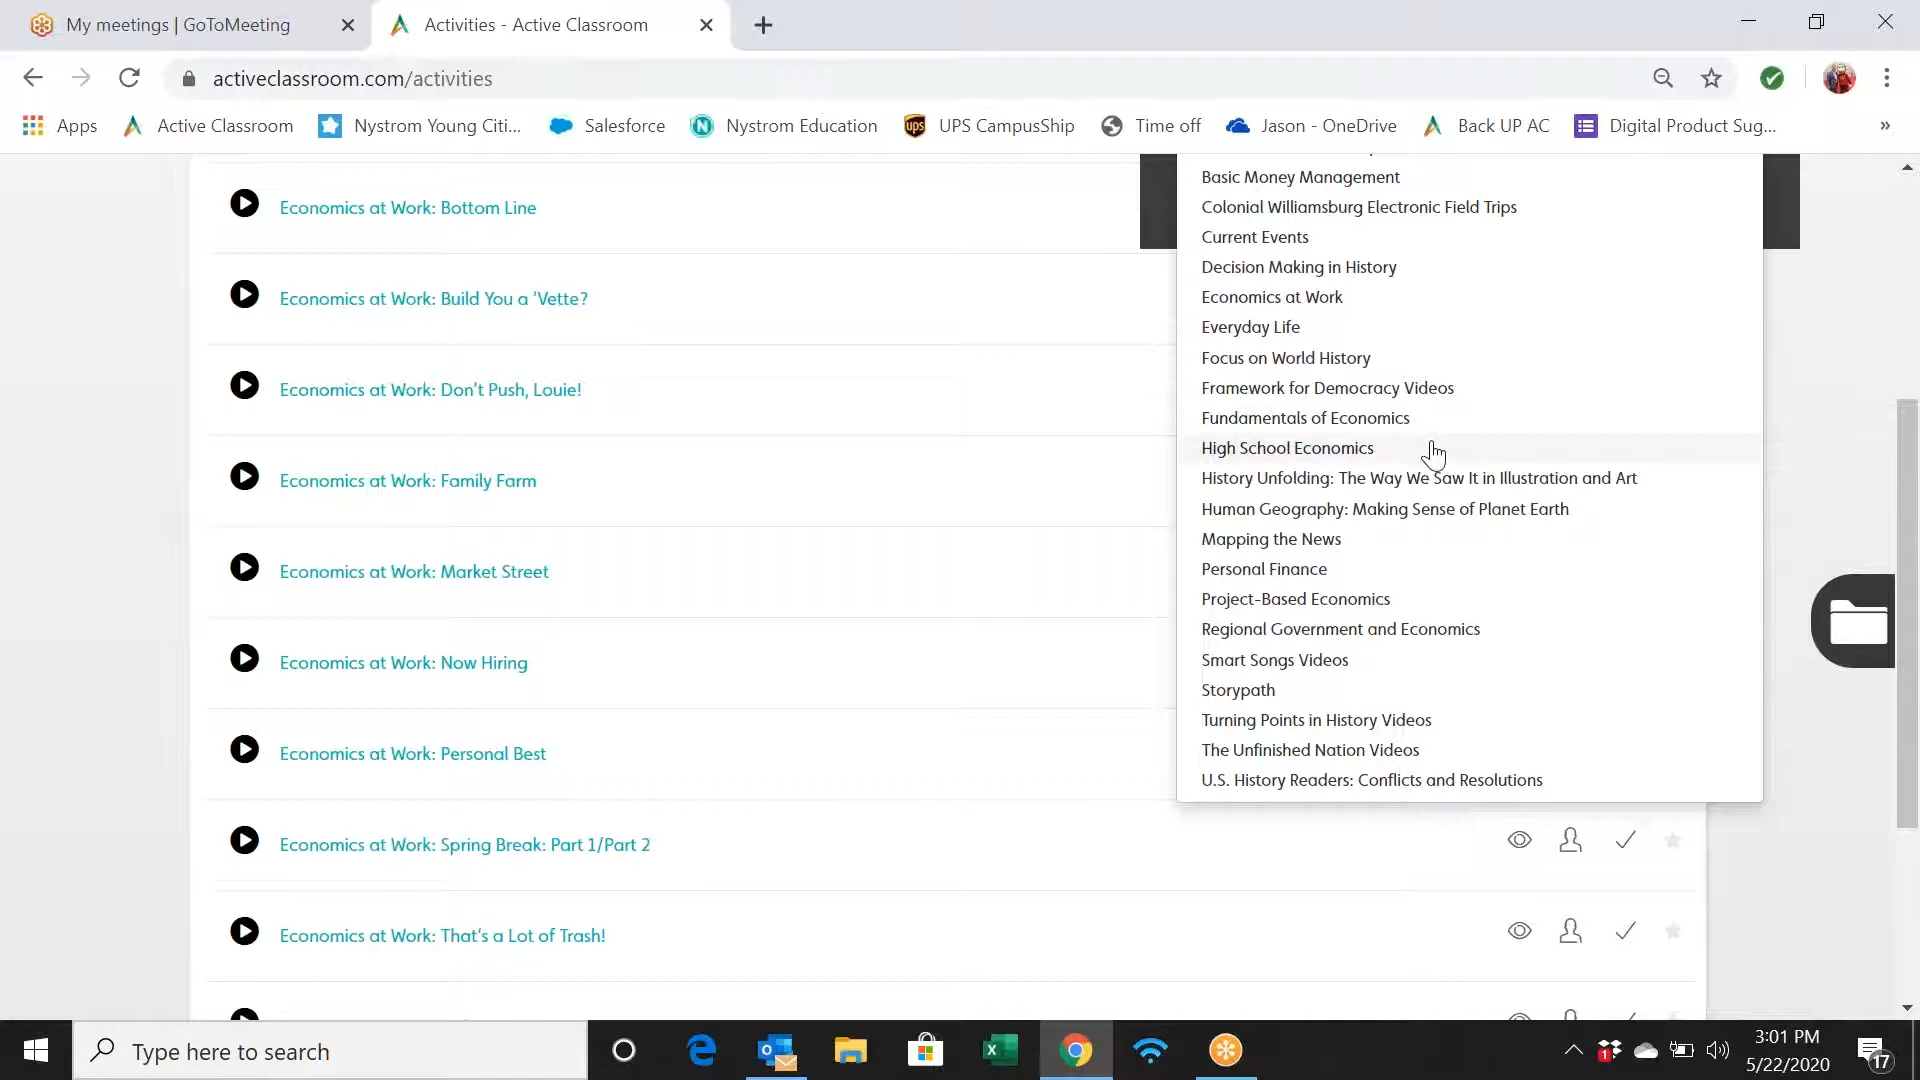 My meetings | GoToMeeting
Activities - Active Classroom
activeclassroom.com/activities
Apps
Active Classroom
Nystrom Young Citi...
Salesforce
Nystrom Education
UPS CampusShip
Time off
Jason - OneDrive
Back UP AC
Digital Product Sug...
»
Economics at Work: Bottom Line
Economics at Work: Build You a ‘Vette?
Economics at Work: Don’t Push, Louie!
Economics at Work: Family Farm
Economics at Work: Market Street
Economics at Work: Now Hiring
Economics at Work: Personal Best
Economics at Work: Spring Break: Part 1/Part 2
Economics at Work: That’s a Lot of Trash!
Basic Money Management
Colonial Williamsburg Electronic Field Trips
Current Events
Decision Making in History
Economics at Work
Everyday Life
Focus on World History
Framework for Democracy Videos
Fundamentals of Economics
High School Economics
History Unfolding: The Way We Saw It in Illustration and Art
Human Geography: Making Sense of Planet Earth
Mapping the News
Personal Finance
Project-Based Economics
Regional Government and Economics
Smart Songs Videos
Storypath
Turning Points in History Videos
The Unfinished Nation Videos
U.S. History Readers: Conflicts and Resolutions
Type here to search
1
3:01 PM
5/22/2020
17